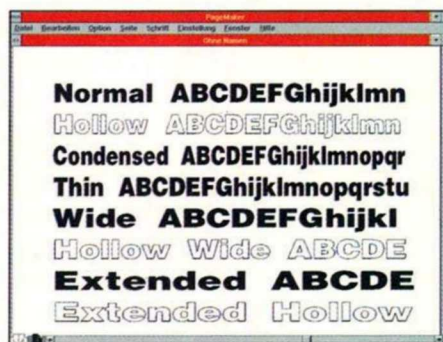 PageMaker
Datei Bearbeiten Option Seite Schrift Einstellung Fenster Hilfe
Ohne Namen
Normal ABCDEFGhijklmn
Hollow ABCDEFGhijklmn
Condensed ABCDEFGhijklmnopqr
Thin ABCDEFGhijklmnopqrstu
Wide ABCDEFGhijkl
Hollow Wide ABCDE
Extended ABCDE
Extended Hollow